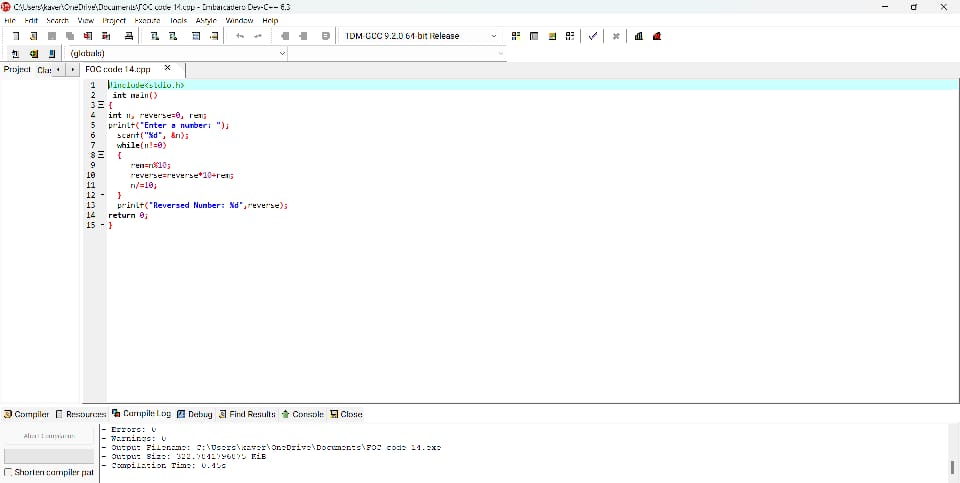 C:\Users\kaver\OneDrive\Documents\FOC code 14.cpp - Embarcadero Dev-C++ 6.3
File Edit Search View Project Execute Tools AStyle Window Help
TDM-GCC 9.2.0 64-bit Release
(globals)
Project Clas FOC code 14.cpp
1 #include<stdio.h>
2 int main()
3 {
4 int n, reverse=0, rem;
5 printf("Enter a number: ");
6 scanf("%d", &n);
7 while(n!=0)
8 {
9 rem=n%10;
10 reverse=reverse*10+rem;
11 n/=10;
12 }
13 printf("Reversed Number: %d",reverse);
14 return 0;
15 }
Compiler Resources Compile Log Debug Find Results Console Close
Abort Compilation
Shorten compiler pat
- Errors: 0
- Warnings: 0
- Output Filename: C:\Users\kaver\OneDrive\Documents\FOC code 14.exe
- Output Size: 322.7041796875 KiB
- Compilation Time: 0.45s